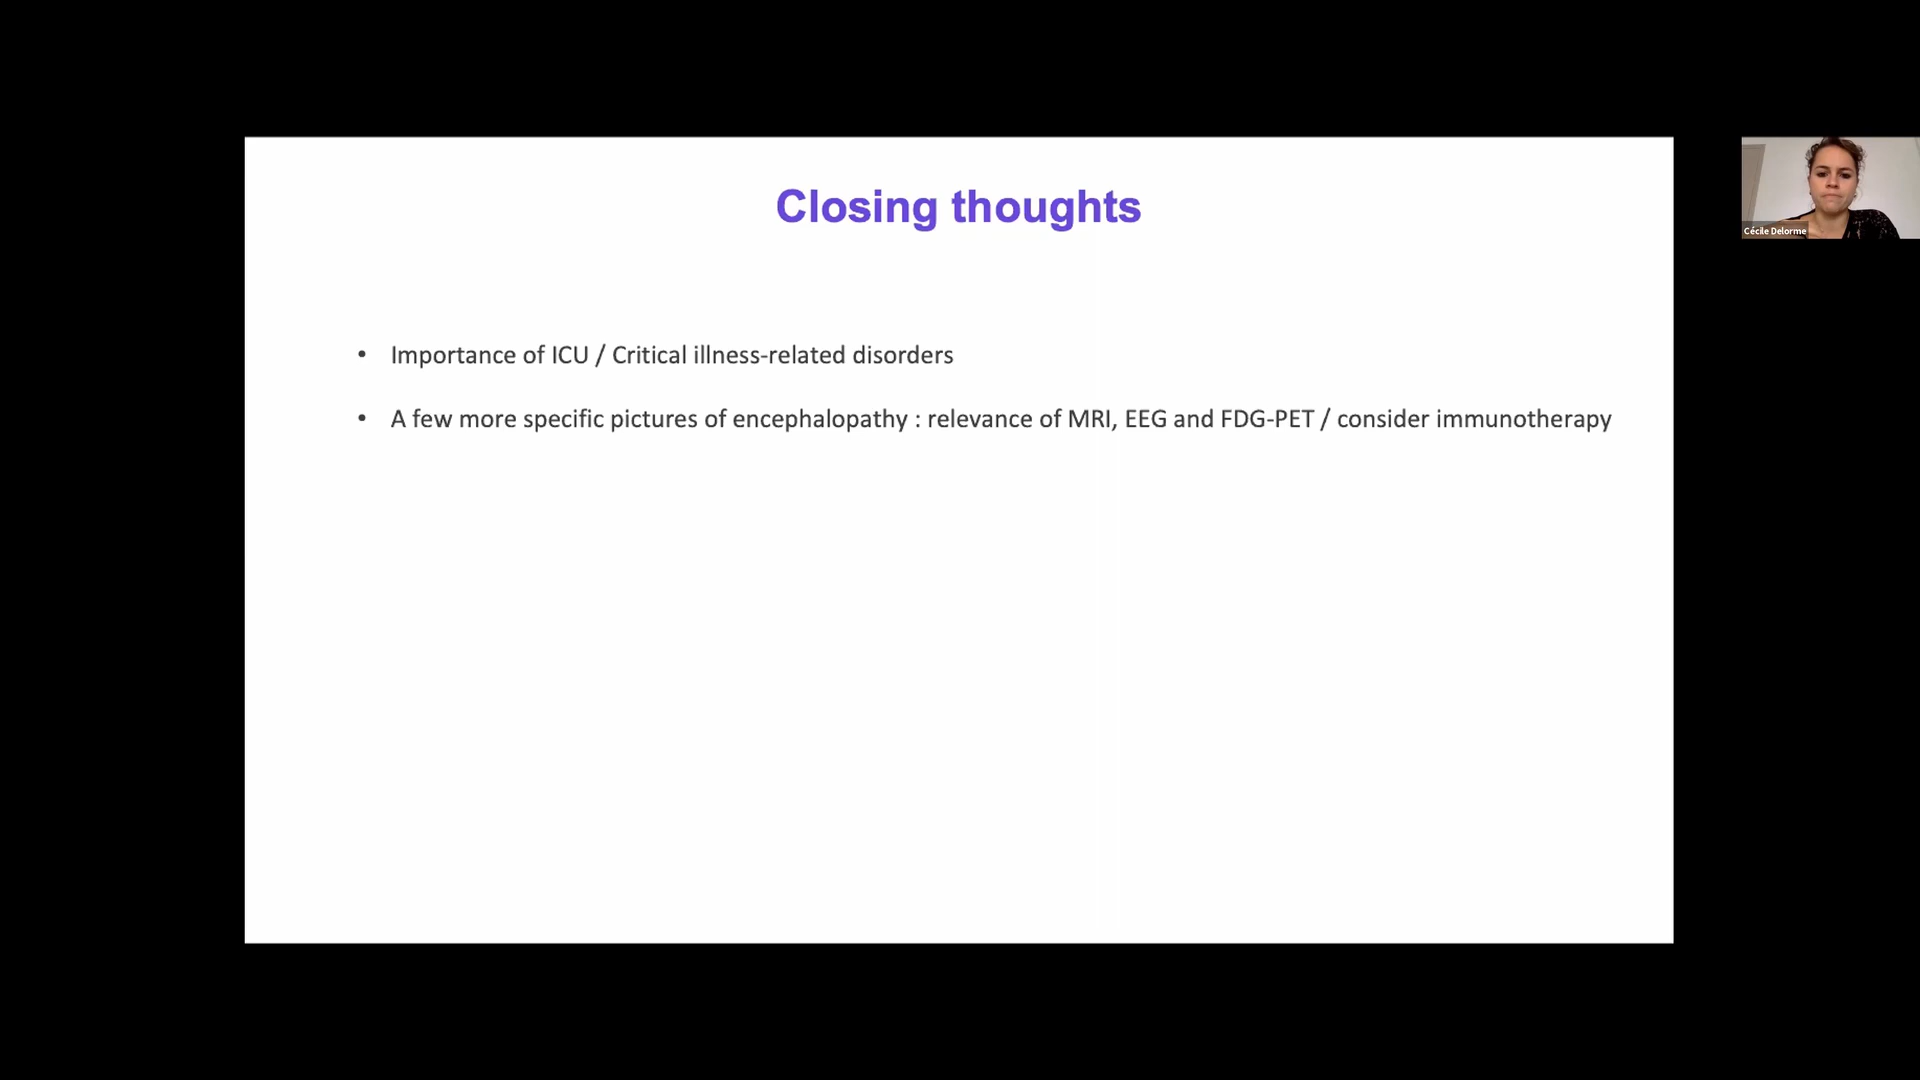 Closing thoughts
• Importance of ICU / Critical illness-related disorders
• A few more specific pictures of encephalopathy : relevance of MRI, EEG and FDG-PET / consider immunotherapy
Cécile Delorme